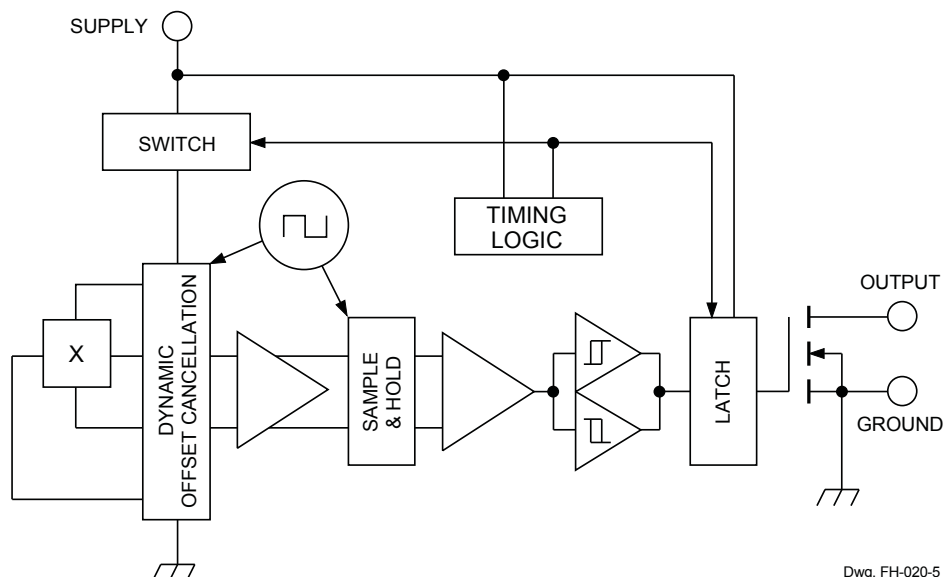 SUPPLY
SWITCH
TIMING
LOGIC
X
DYNAMIC
OFFSET CANCELLATION
SAMPLE
& HOLD
LATCH
OUTPUT
GROUND
Dwg. FH-020-5